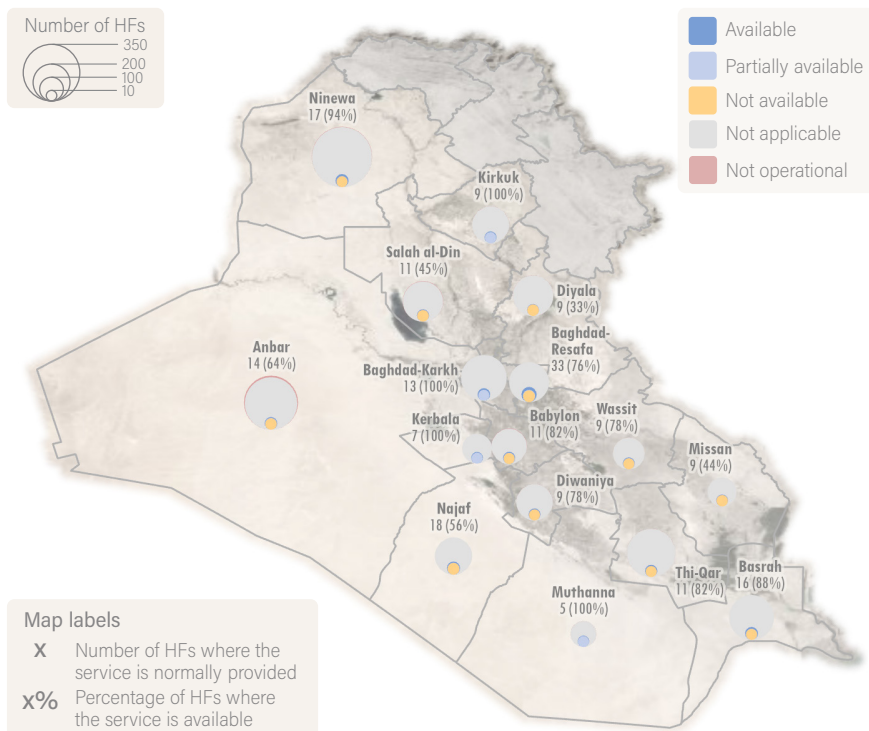 Number of HFs
350
200
100
10
Available
Partially available
Not available
Not applicable
Not operational
Ninewa
17 (94%)
Kirkuk
9 (100%)
Salah al-Din
11 (45%)
Diyala
9 (33%)
Baghdad-
Resafa
33 (76%)
Anbar
14 (64%)
Baghdad-Karkh
13 (100%)
Kerbala
7 (100%)
Babylon
11 (82%)
Wassit
9 (78%)
Missan
9 (44%)
Diwaniya
9 (78%)
Najaf
18 (56%)
Thi-Qar
11 (82%)
Basrah
16 (88%)
Muthanna
5 (100%)
Map labels
X Number of HFs where the
service is normally provided
x% Percentage of HFs where
the service is available